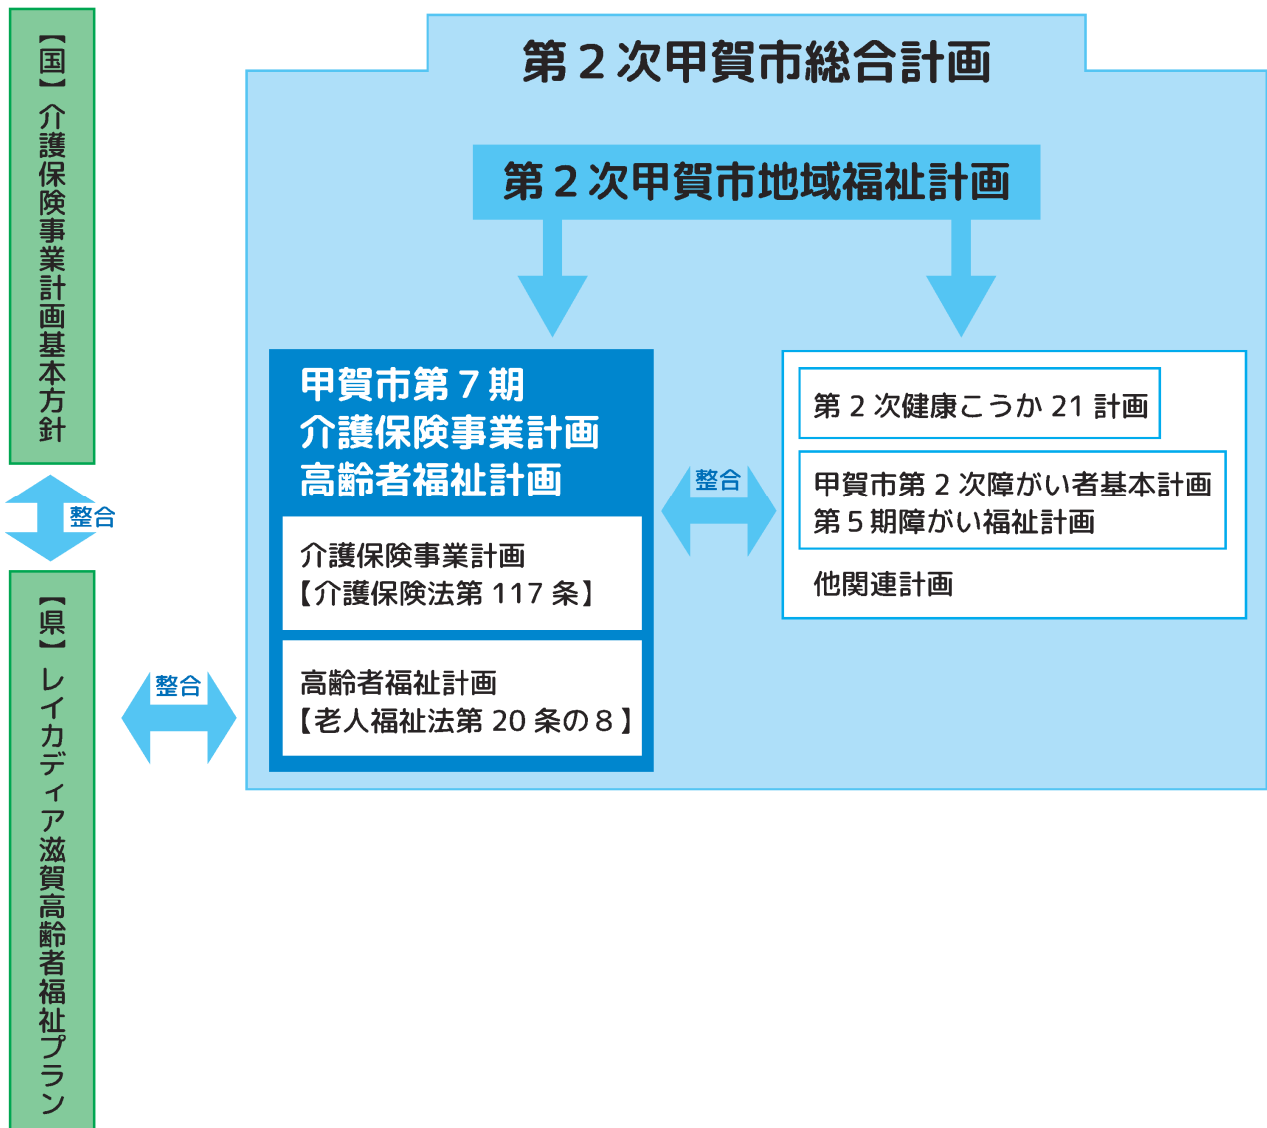 【国】介護保険事業計画基本方針
整合
【県】レイカディア滋賀高齢者福祉プラン
整合
第2次甲賀市総合計画
第2次甲賀市地域福祉計画
甲賀市第7期
介護保険事業計画
高齢者福祉計画
介護保険事業計画
【介護保険法第117条】
高齢者福祉計画
【老人福祉法第20条の8】
整合
第2次健康こうか21計画
甲賀市第2次障がい者基本計画
第5期障がい福祉計画
他関連計画